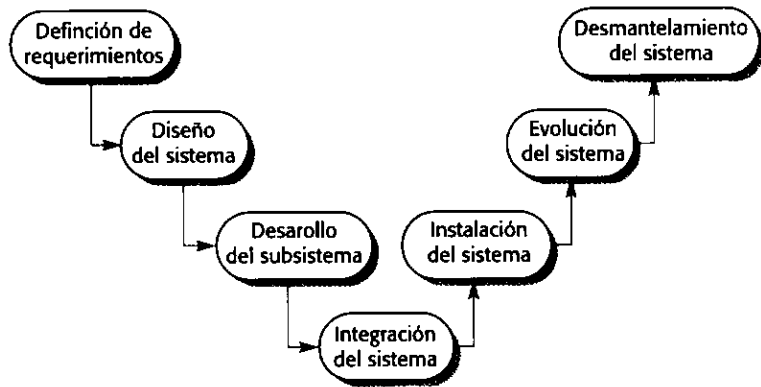 Definción de
requerimientos
Diseño
del sistema
Desarollo
del subsistema
Integración
del sistema
Instalación
del sistema
Evolución
del sistema
Desmantelamiento
del sistema